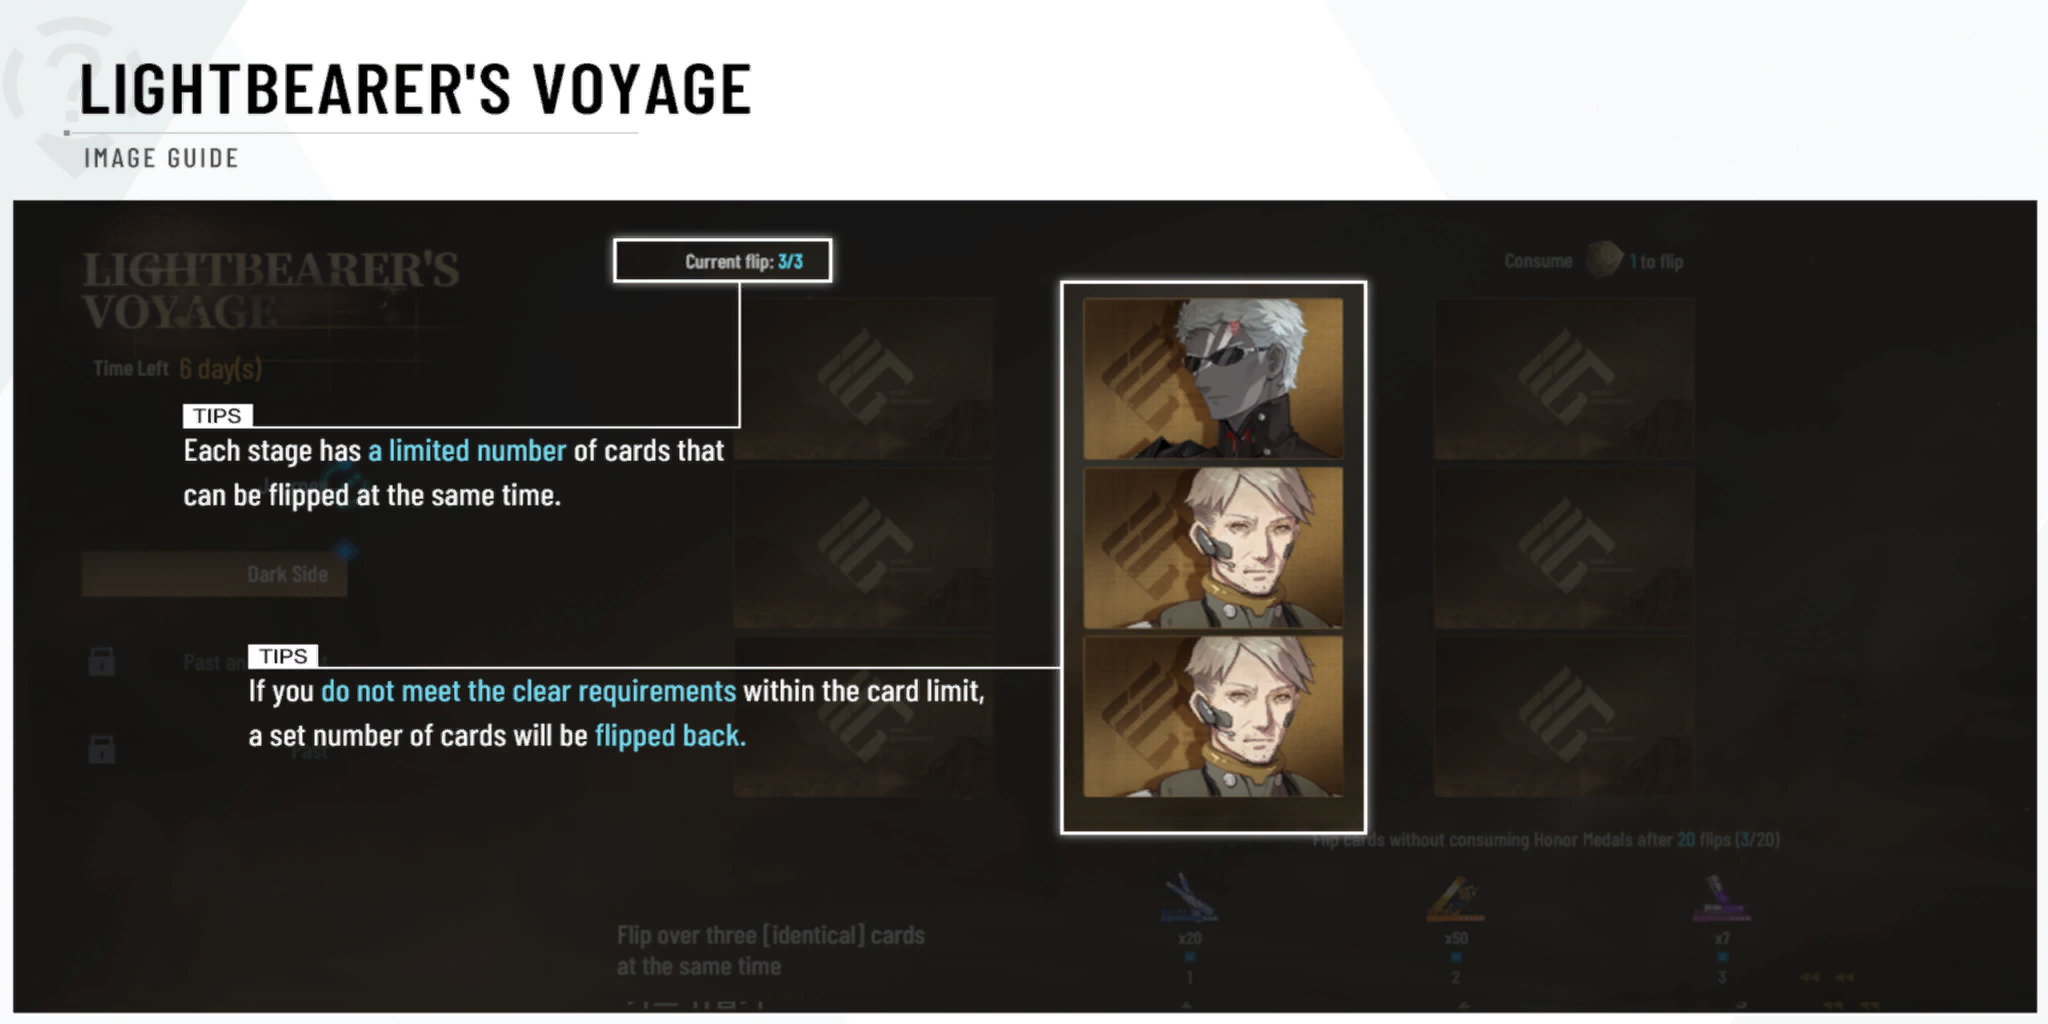 LIGHTBEARER'S VOYAGE
IMAGE GUIDE
LIGHTBEARER'S
VOYAGE
Time Left 6 day(s)
Current flip: 3/3
Consume 1 to flip
TIPS
Each stage has a limited number of cards that
can be flipped at the same time.
Dark Side
TIPS
Past an
If you do not meet the clear requirements within the card limit,
a set number of cards will be flipped back.
Past
Flip cards without consuming Honor Medals after 20 flips (3/20)
Flip over three [identical] cards
at the same time
x20
x50
x7
1
2
3